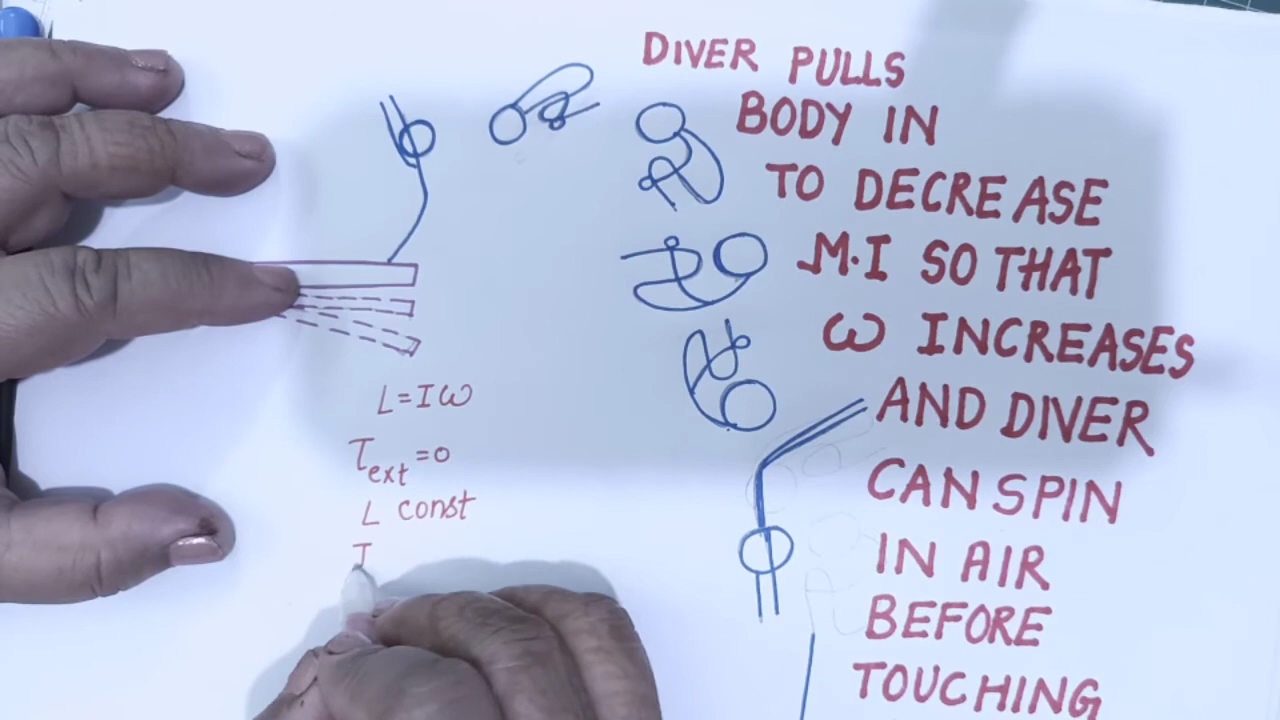 DIVER PULLS
BODY IN
TO DECREASE
M.I SO THAT
ω INCREASES
AND DIVER
CAN SPIN
IN AIR
BEFORE
TOUCHING
L=Iω
τext=0
L const
I